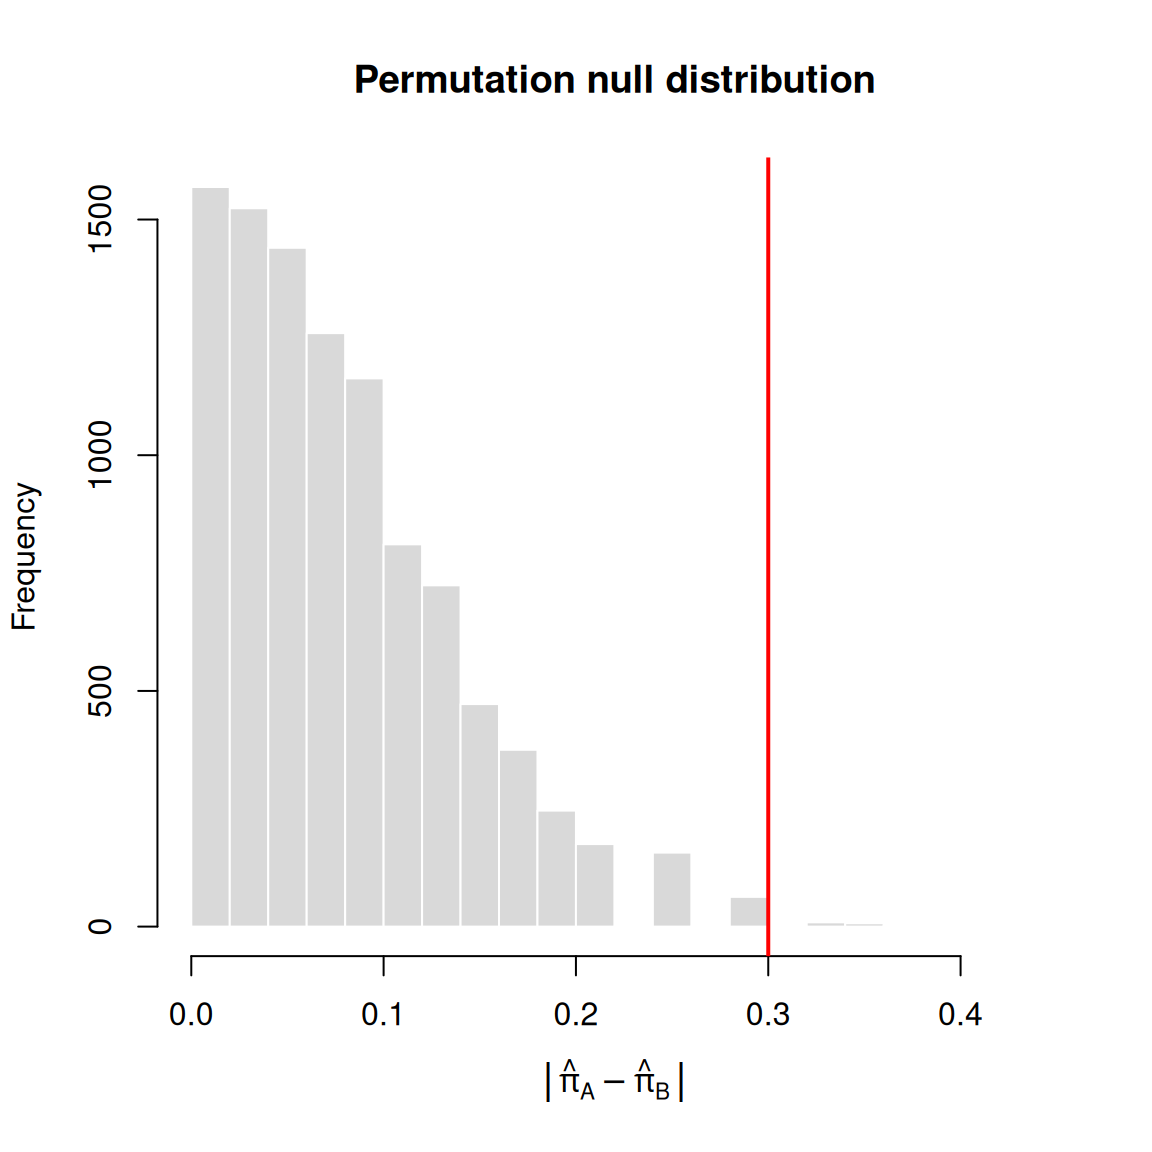 Permutation null distribution
Frequency
1500
1000
500
0
0.0 0.1 0.2 0.3 0.4
| π̂A − π̂B |